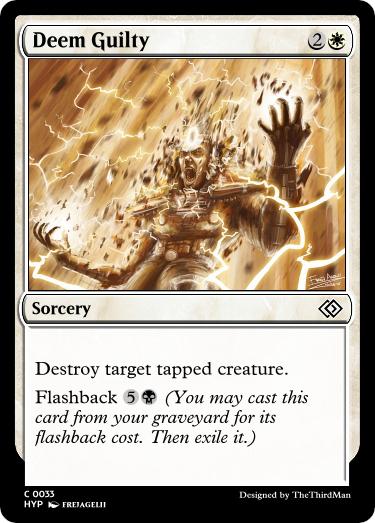 Deem Guilty 2
Sorcery
Destroy target tapped creature.
Flashback 5 (You may cast this
card from your graveyard for its
flashback cost. Then exile it.)
C 0033
HYP FREJAGELII
Designed by TheThirdMan